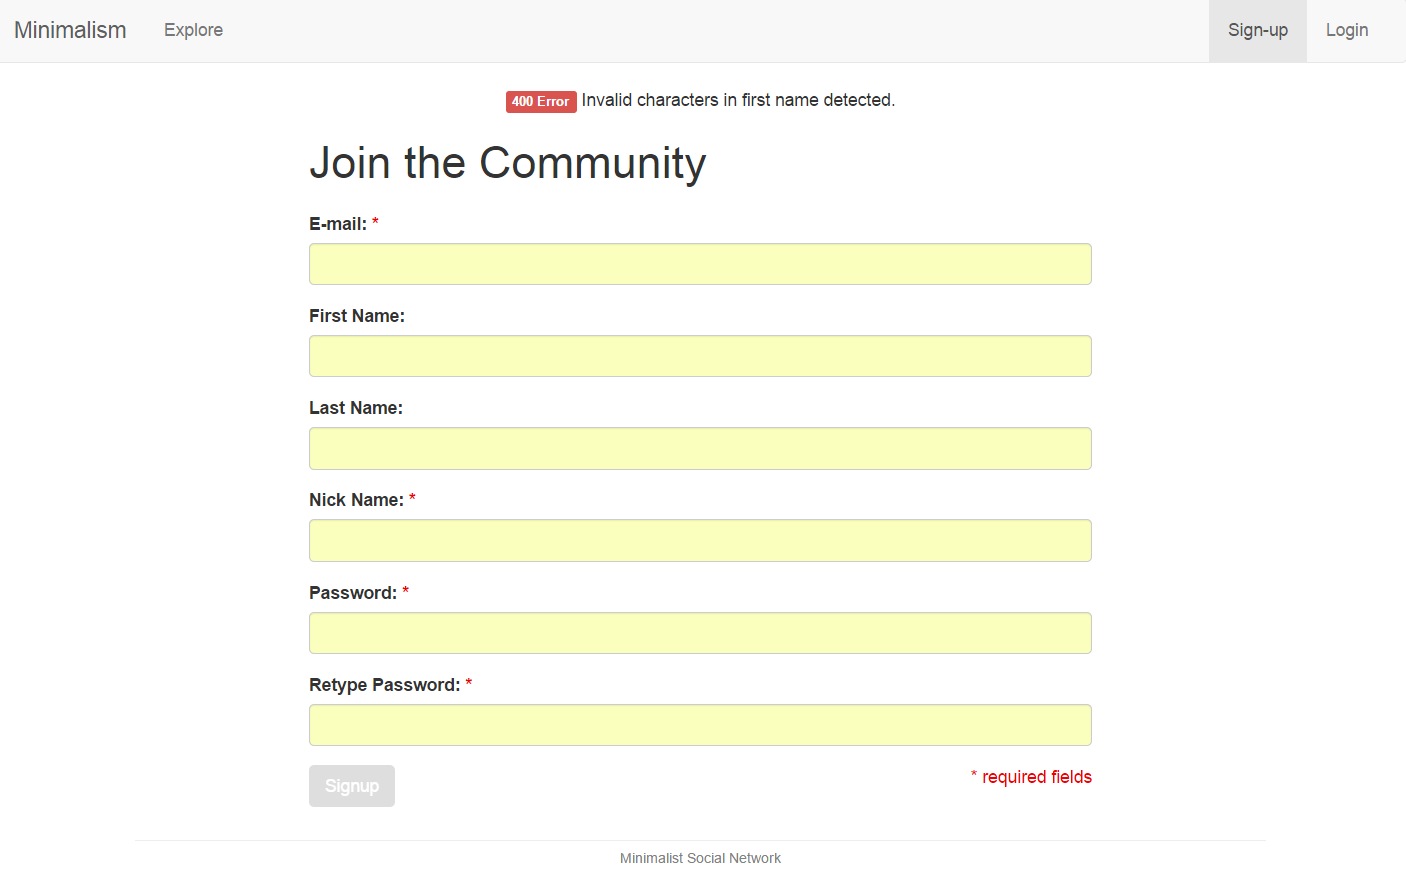 Minimalism Explore Sign-up Login
400 Error Invalid characters in first name detected.
Join the Community
E-mail: *
First Name:
Last Name:
Nick Name: *
Password: *
Retype Password: *
Signup * required fields
Minimalist Social Network